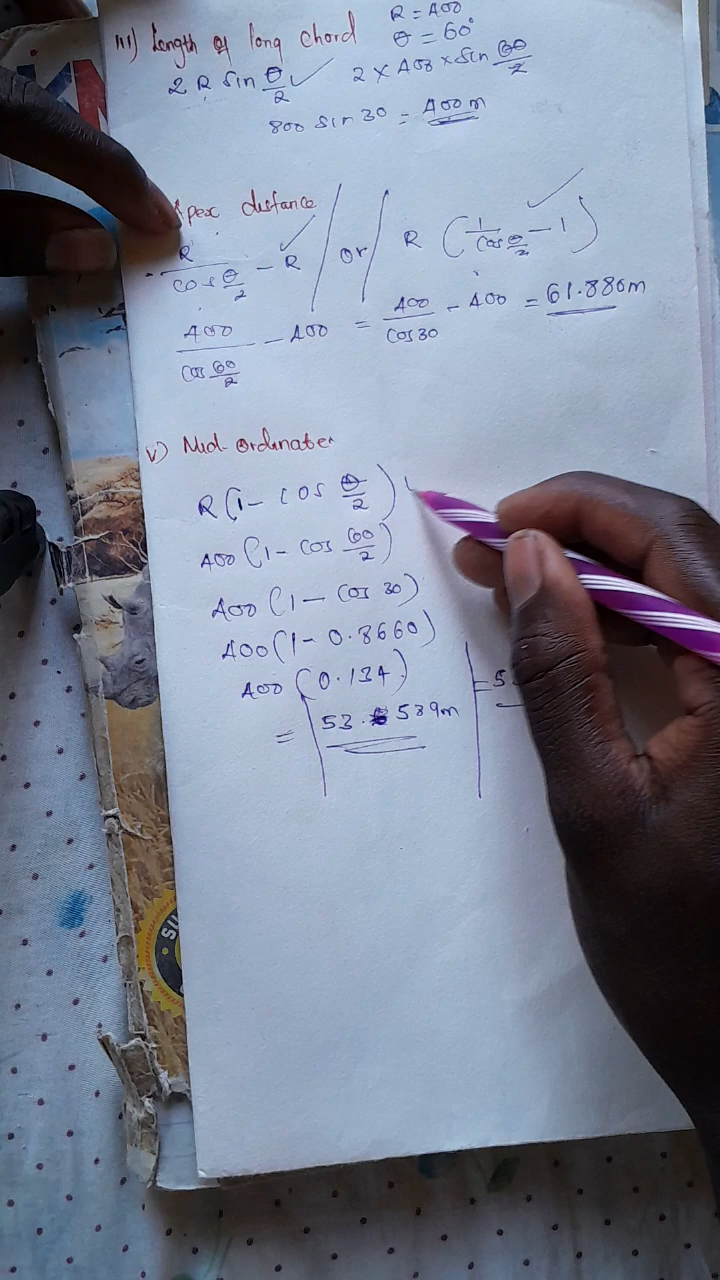 R = 400
III) Length of long chord θ = 60°
2 R Sin θ/2 ✓ 2 × 400 × Sin 60/2
800 Sin 30 = 400m
Apex distance
R/cos θ/2 - R ✓ / or / R (1/cos θ/2 - 1) ✓
400/cos 60/2 - 400 = 400/cos 30 - 400 = 61.880m
V) Mid-ordinate
R (1 - cos θ/2)
400 (1 - cos 60/2)
400 (1 - cos 30)
400 (1 - 0.8660)
400 (0.134)
= 53.589m